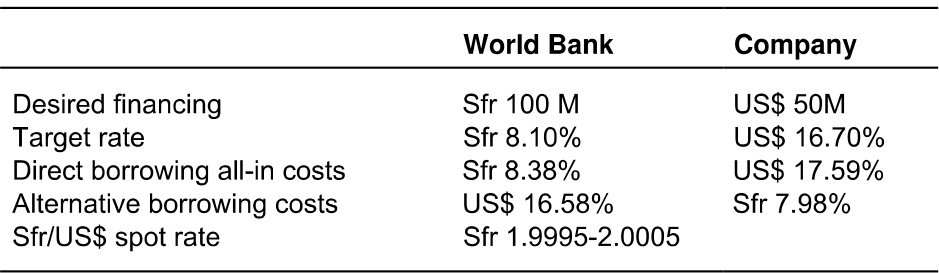 World Bank Company
Desired financing Sfr 100 M US$ 50M
Target rate Sfr 8.10% US$ 16.70%
Direct borrowing all-in costs Sfr 8.38% US$ 17.59%
Alternative borrowing costs US$ 16.58% Sfr 7.98%
Sfr/US$ spot rate Sfr 1.9995-2.0005